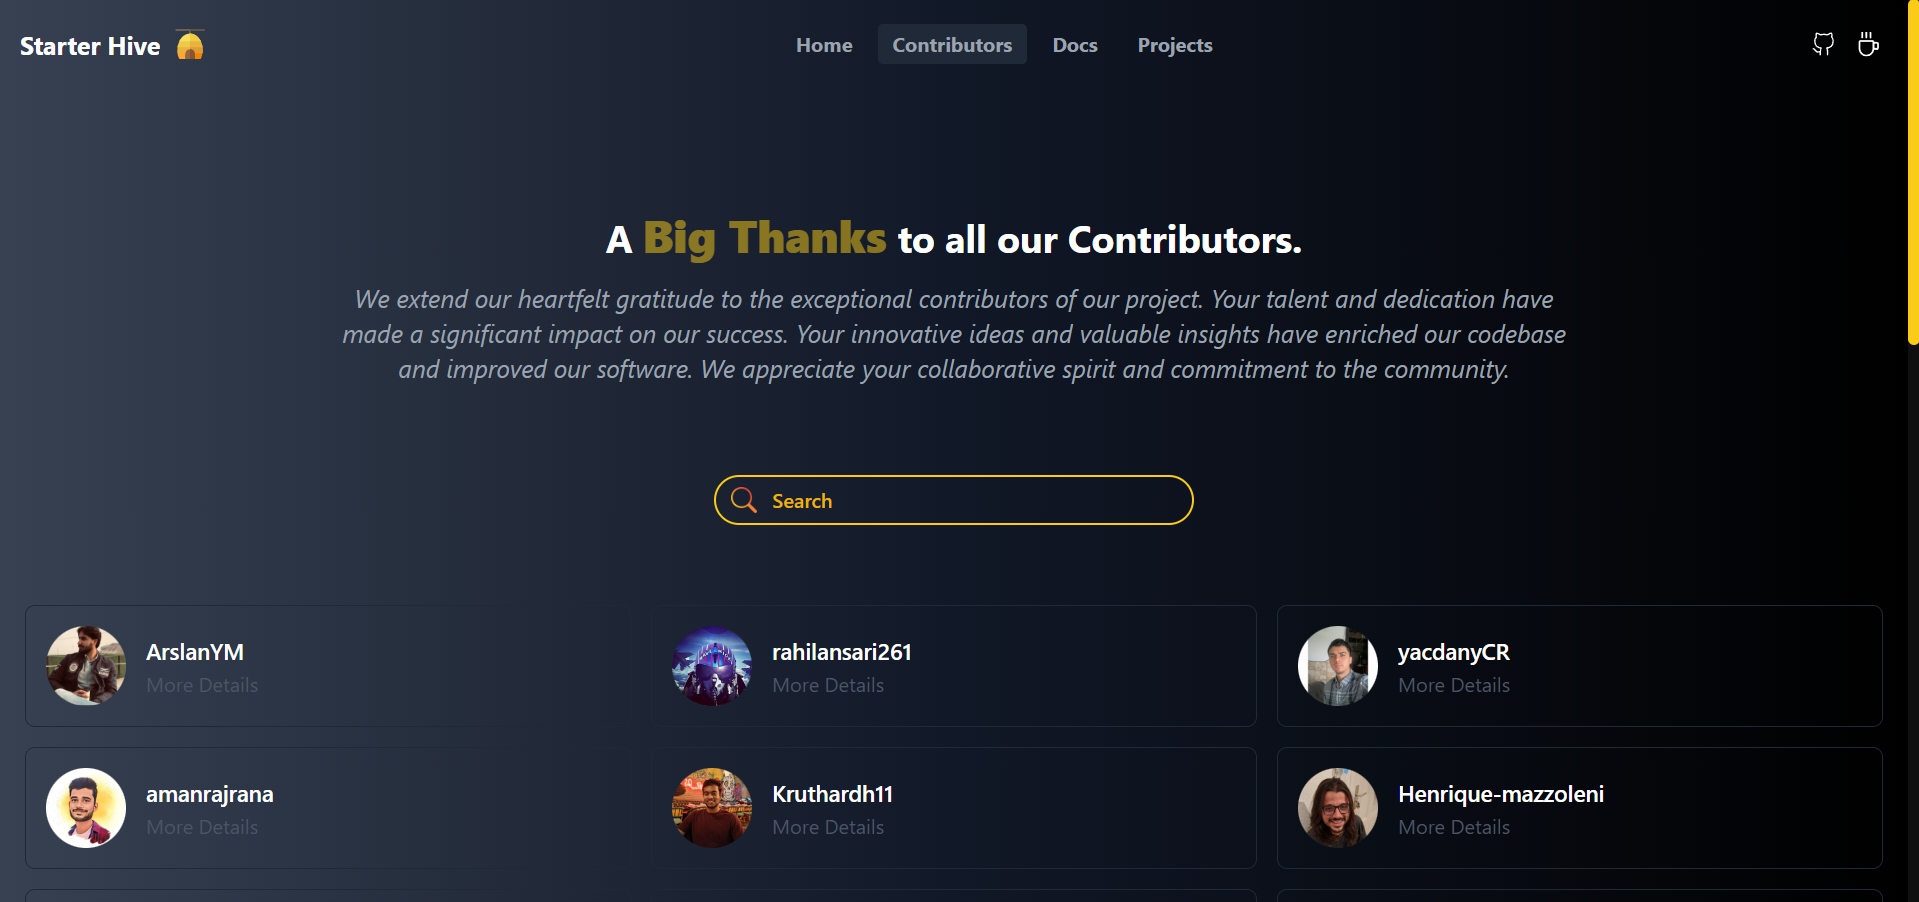 Starter Hive
Home
Contributors
Docs
Projects
A Big Thanks to all our Contributors.
We extend our heartfelt gratitude to the exceptional contributors of our project. Your talent and dedication have
made a significant impact on our success. Your innovative ideas and valuable insights have enriched our codebase
and improved our software. We appreciate your collaborative spirit and commitment to the community.
Search
ArslanYM
More Details
rahilansari261
More Details
yacdanyCR
More Details
amanrajrana
More Details
Kruthardh11
More Details
Henrique-mazzoleni
More Details